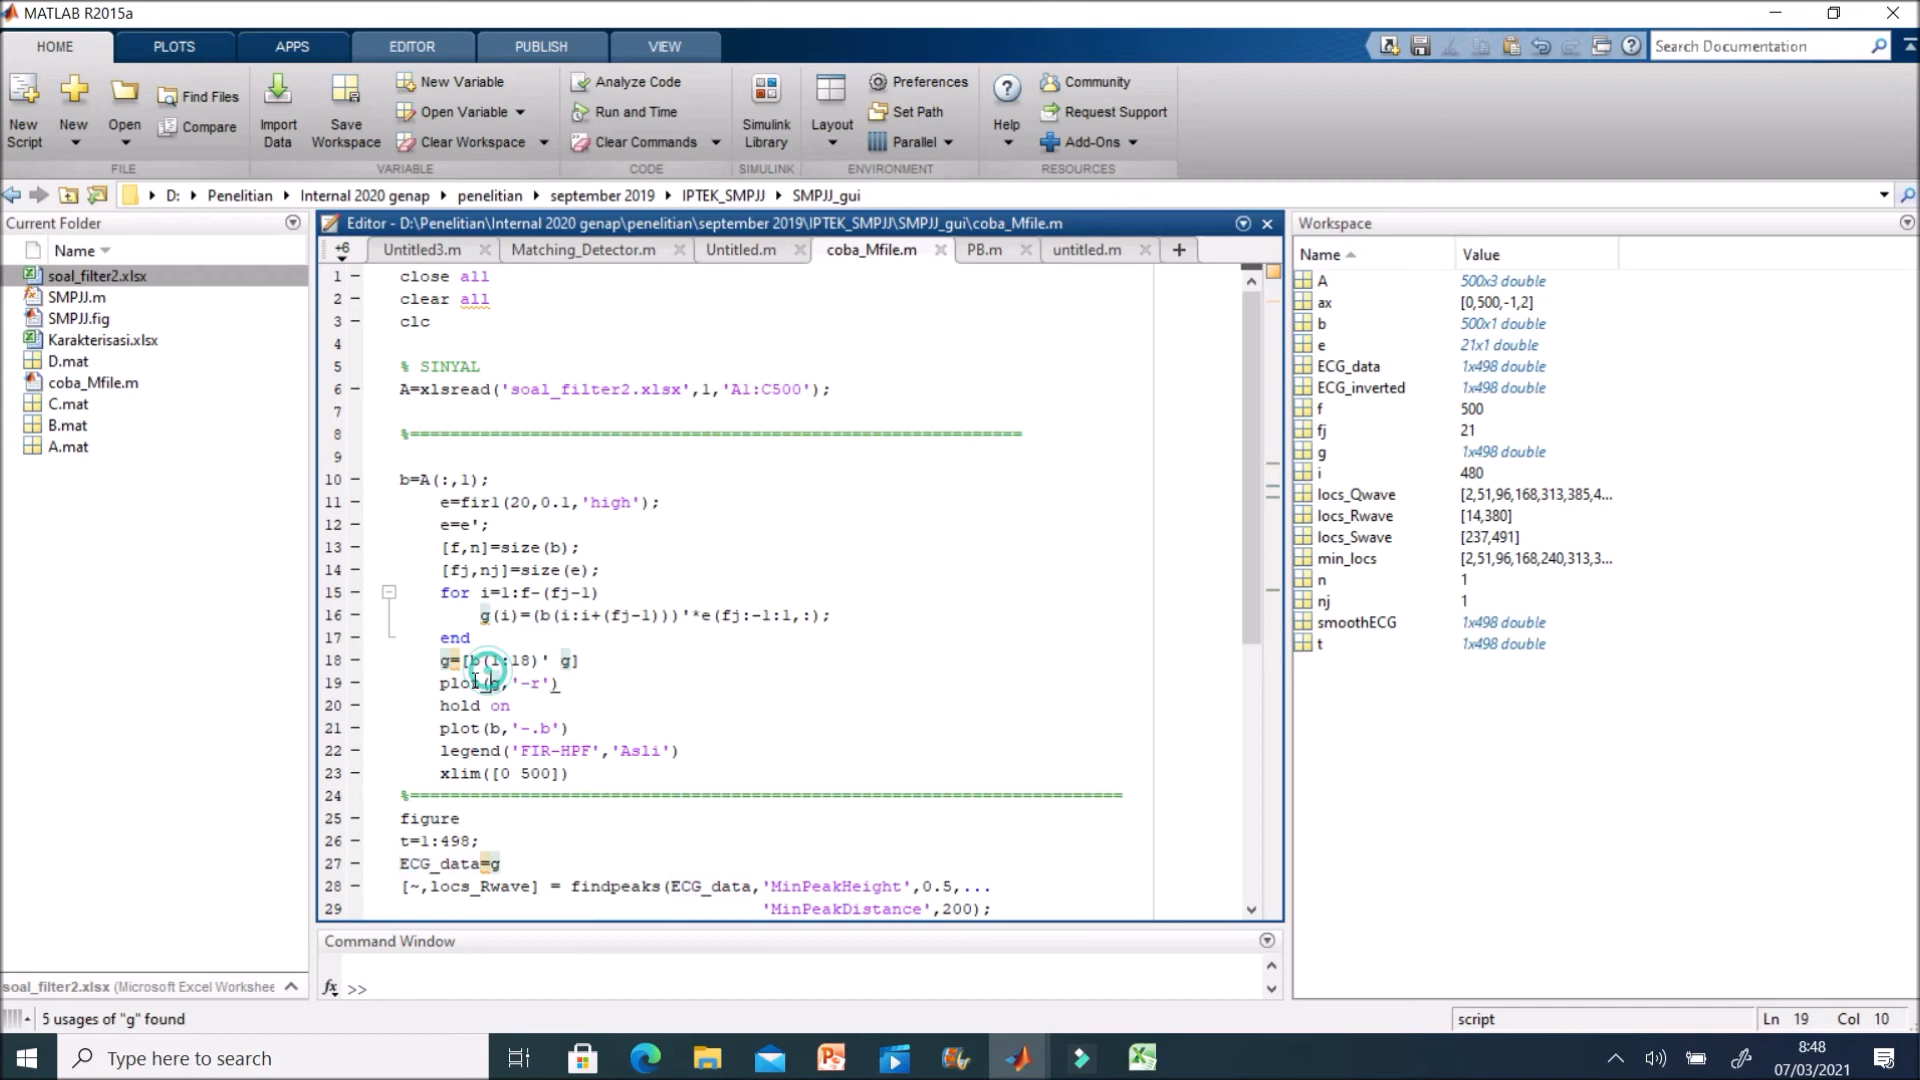 MATLAB R2015a
HOME PLOTS APPS EDITOR PUBLISH VIEW Search Documentation
New Script New Open Find Files Compare FILE
Import Data Save Workspace New Variable Open Variable Clear Workspace VARIABLE
Analyze Code Run and Time Clear Commands CODE
Simulink Library SIMULINK
Layout Preferences Set Path Parallel ENVIRONMENT
Help Community Request Support Add-Ons RESOURCES
D: Penelitian Internal 2020 genap penelitian september 2019 IPTEK_SMPJJ SMPJJ_gui
Current Folder
Name
soal_filter2.xlsx
SMPJJ.m
SMPJJ.fig
Karakterisasi.xlsx
D.mat
coba_Mfile.m
C.mat
B.mat
A.mat
soal_filter2.xlsx (Microsoft Excel Workshee
Editor - D:\Penelitian\Internal 2020 genap\penelitian\september 2019\IPTEK_SMPJJ\SMPJJ_gui\coba_Mfile.m
+6 Untitled3.m Matching_Detector.m Untitled.m coba_Mfile.m PB.m untitled.m +
1 close all
2 clear all
3 clc
4
5 % SINYAL
6 A=xlsread('soal_filter2.xlsx',1,'A1:C500');
7
8 %=============================================================
9
10 b=A(:,1);
11 e=fir1(20,0.1,'high');
12 e=e';
13 [f,n]=size(b);
14 [fj,nj]=size(e);
15 for i=1:f-(fj-1)
16 g(i)=(b(i:i+(fj-1)))'*e(fj:-1:1,:);
17 end
18 g=[b(1:18)' g]
19 plot(g,'-r')
20 hold on
21 plot(b,'-.b')
22 legend('FIR-HPF','Asli')
23 xlim([0 500])
24 %=======================================================================
25 figure
26 t=1:498;
27 ECG_data=g
28 [~,locs_Rwave] = findpeaks(ECG_data,'MinPeakHeight',0.5,...
29 'MinPeakDistance',200);
Command Window
fx >>
Workspace
Name Value
A 500x3 double
ax [0,500,-1,2]
b 500x1 double
e 21x1 double
ECG_data 1x498 double
ECG_inverted 1x498 double
f 500
fj 21
g 1x498 double
i 480
locs_Qwave [2,51,96,168,313,385,4...
locs_Rwave [14,380]
locs_Swave [237,491]
min_locs [2,51,96,168,240,313,3...
n 1
nj 1
smoothECG 1x498 double
t 1x498 double
5 usages of "g" found script Ln 19 Col 10
Type here to search
8:48
07/03/2021